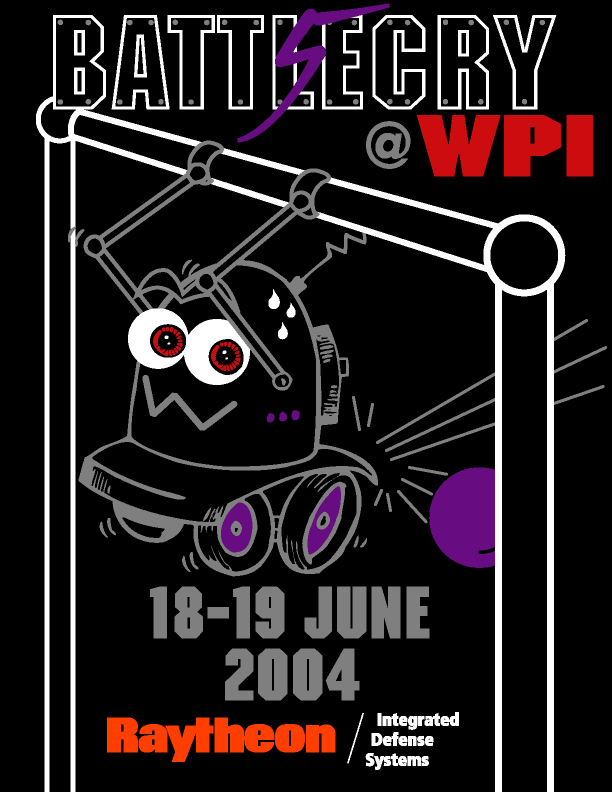 BATTLECRY
5
@WPI
18-19 JUNE
2004
Raytheon
Integrated
Defense
Systems